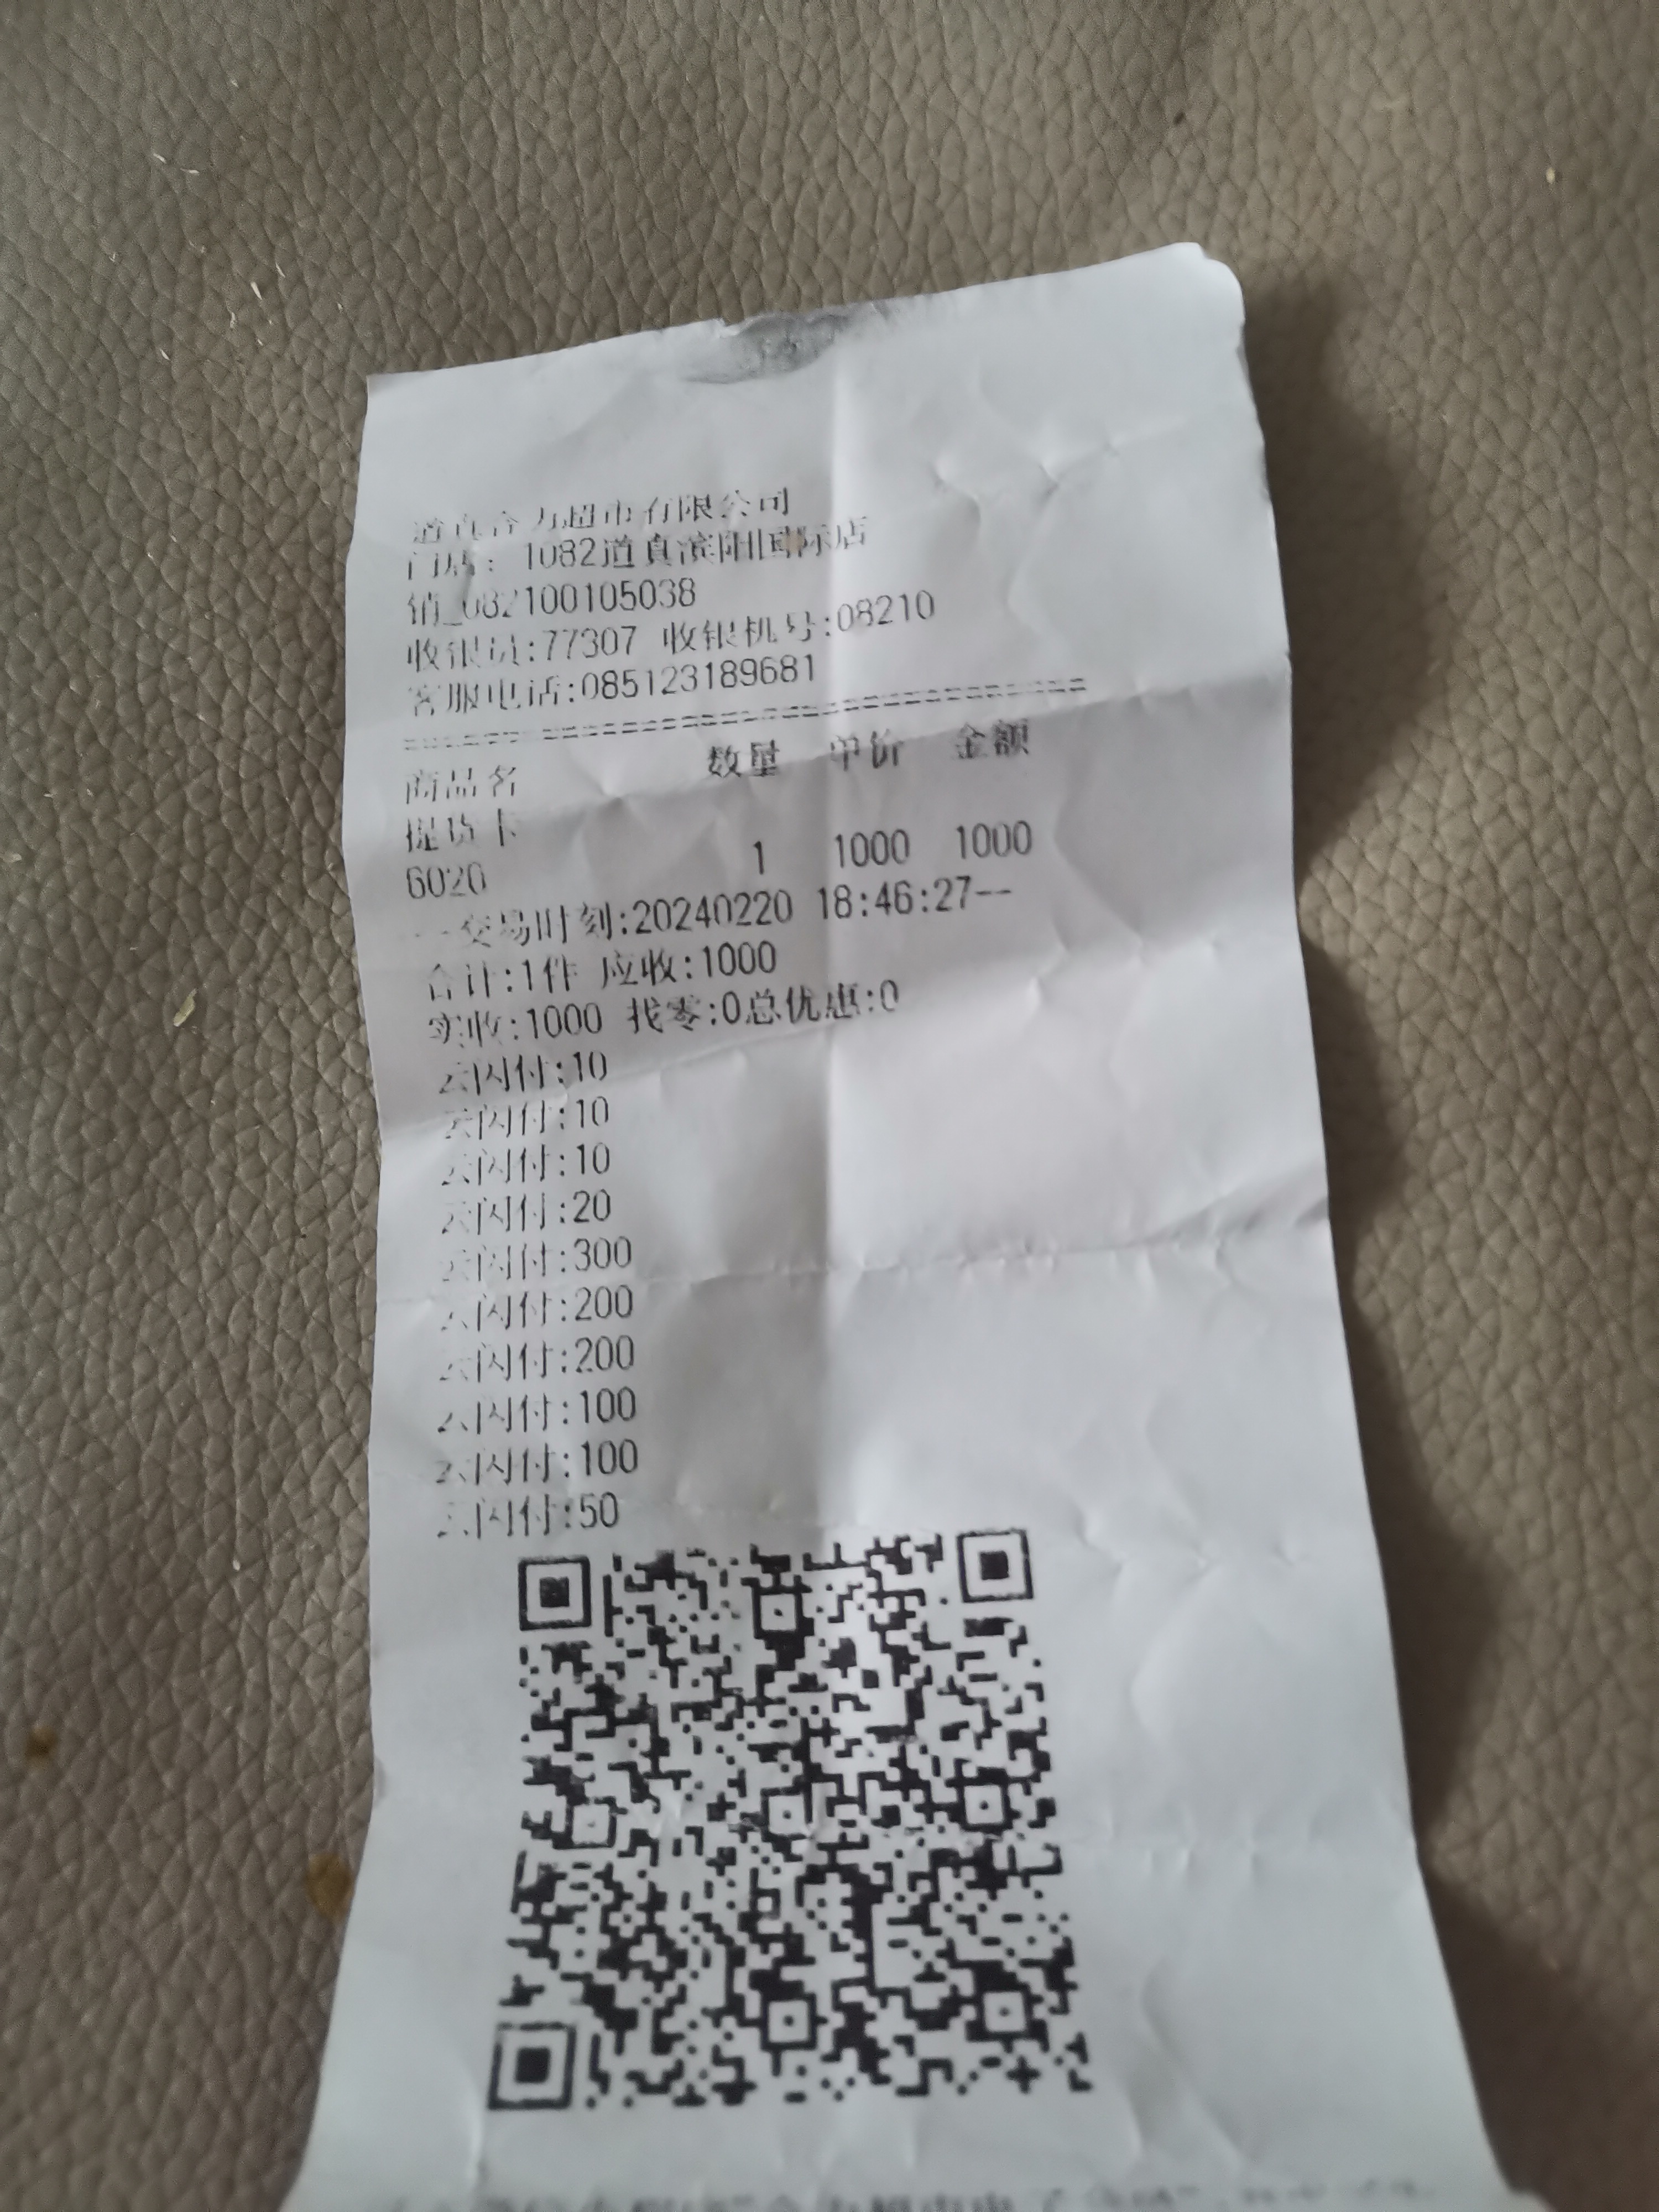 道真合力超市有限公司
门店：1082道真滨阳国际店
销_082100105038
收银员:77307 收银机号:08210
客服电话:085123189681
商品名 数量 单价 金额
提货卡
6020 1 1000 1000
--交易时刻:20240220 18:46:27--
合计:1件 应收:1000
实收:1000 找零:0总优惠:0
云闪付:10
云闪付:10
云闪付:10
云闪付:20
云闪付:300
云闪付:200
云闪付:200
云闪付:100
云闪付:100
云闪付:50